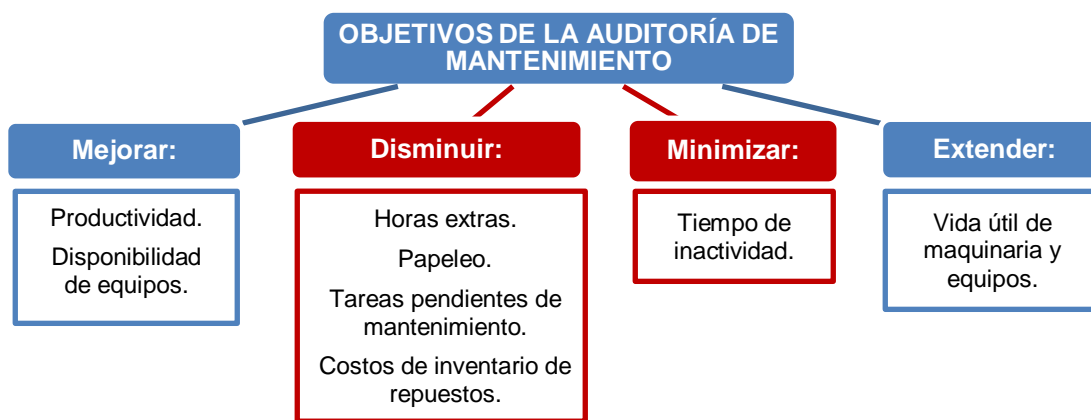 OBJETIVOS DE LA AUDITORÍA DE
MANTENIMIENTO
Mejorar:
Productividad.
Disponibilidad
de equipos.
Disminuir:
Horas extras.
Papeleo.
Tareas pendientes de
mantenimiento.
Costos de inventario de
repuestos.
Minimizar:
Tiempo de
inactividad.
Extender:
Vida útil de
maquinaria y
equipos.